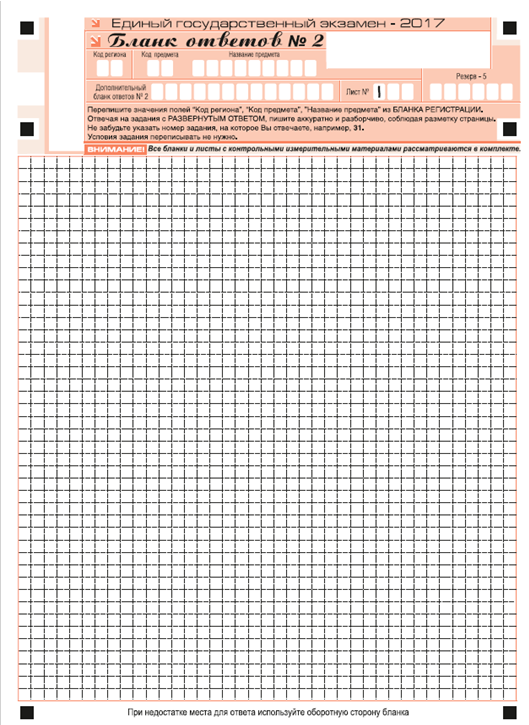 Единый государственный экзамен - 2017
Бланк ответов № 2
Код региона Код предмета Название предмета
Резерв - 5
Дополнительный
бланк ответов № 2
Лист № 1
Перепишите значения полей "Код региона", "Код предмета", "Название предмета" из БЛАНКА РЕГИСТРАЦИИ.
Отвечая на задания с РАЗВЕРНУТЫМ ОТВЕТОМ, пишите аккуратно и разборчиво, соблюдая разметку страницы.
Не забудьте указать номер задания, на которое Вы отвечаете, например, 31.
Условия задания переписывать не нужно.
ВНИМАНИЕ! Все бланки и листы с контрольными измерительными материалами рассматриваются в комплекте.
При недостатке места для ответа используйте оборотную сторону бланка